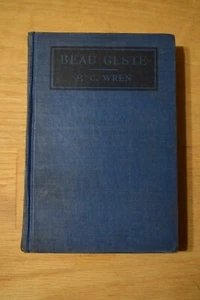 BEAU GESTE
P. C. WREN